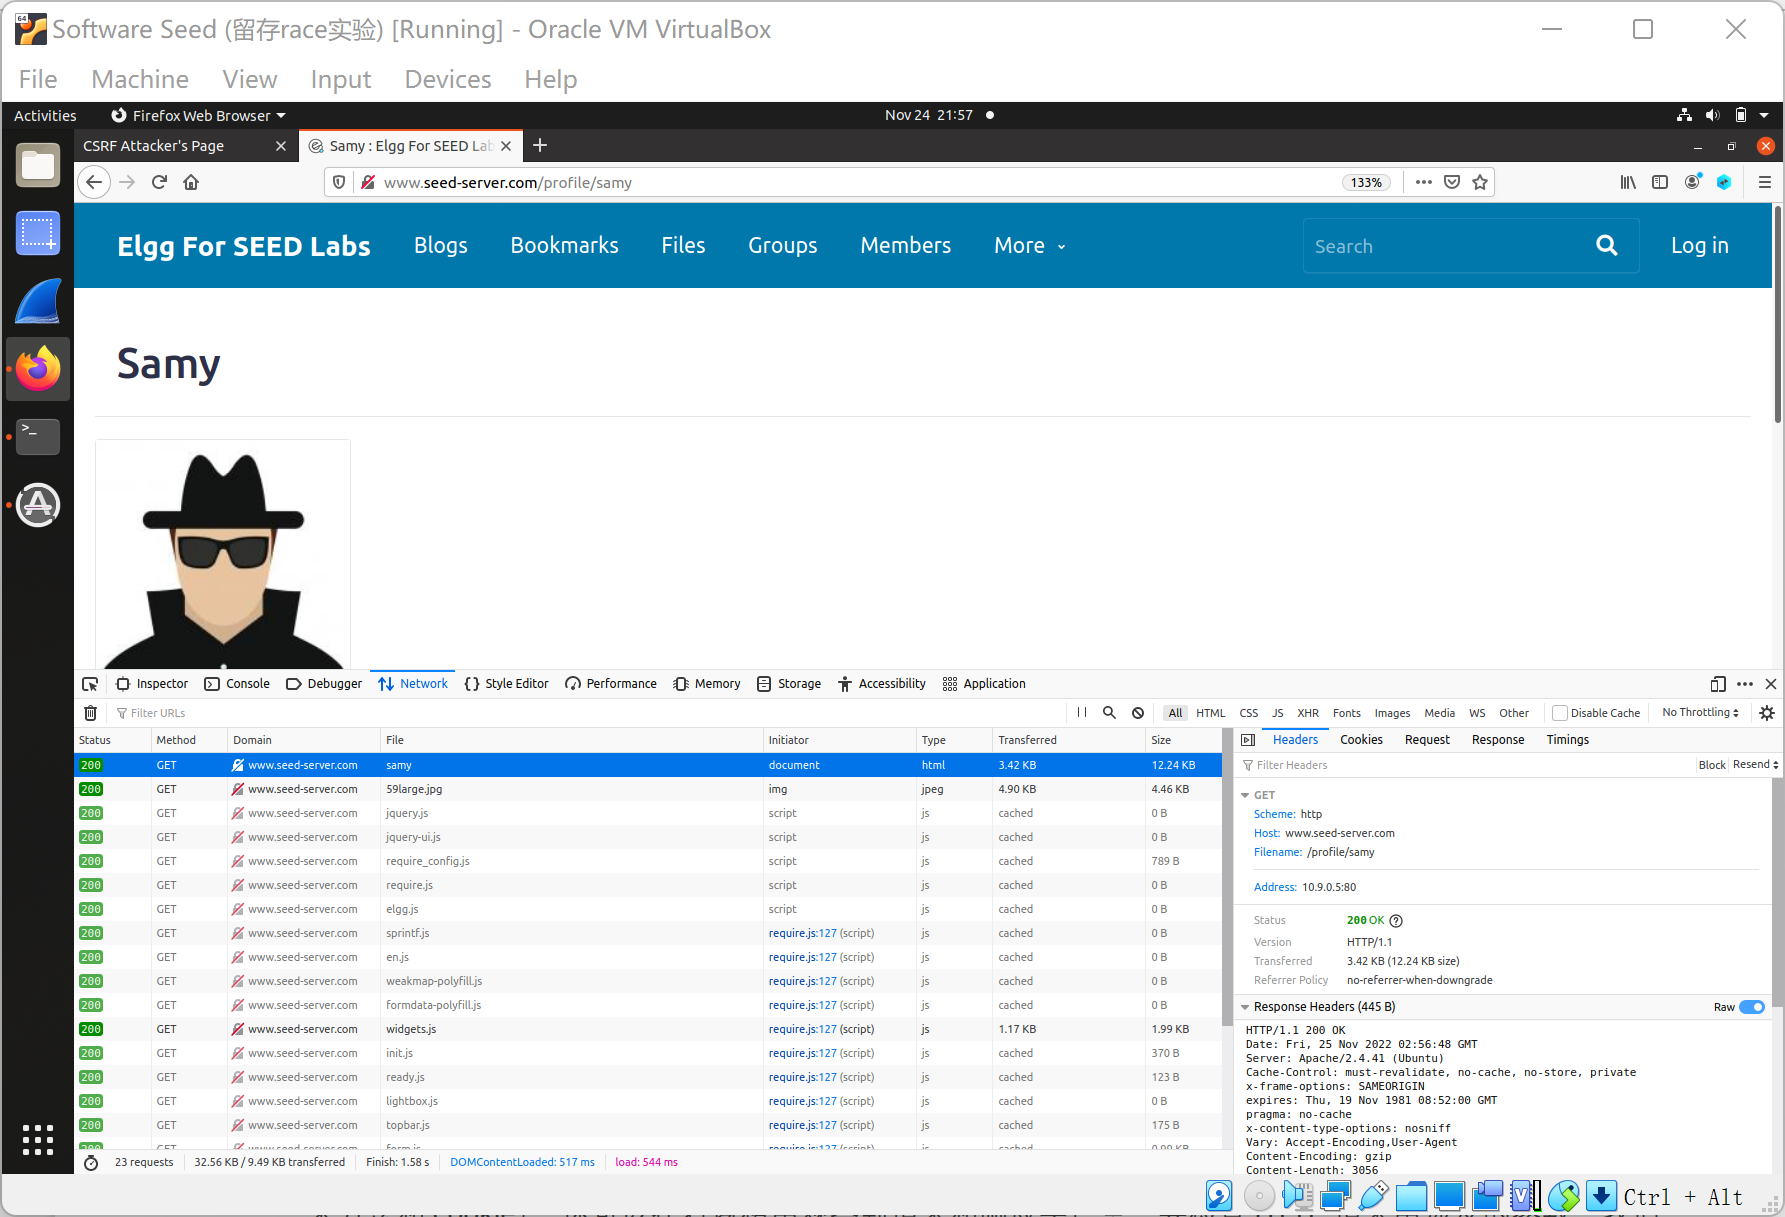 Software Seed (留存race实验) [Running] - Oracle VM VirtualBox
File Machine View Input Devices Help
Activities Firefox Web Browser Nov 24 21:57
CSRF Attacker's Page Samy : Elgg For SEED Lab
www.seed-server.com/profile/samy 133%
Elgg For SEED Labs Blogs Bookmarks Files Groups Members More Search Log in
Samy
Inspector Console Debugger Network Style Editor Performance Memory Storage Accessibility Application
Filter URLs All HTML CSS JS XHR Fonts Images Media WS Other Disable Cache No Throttling
Status Method Domain File Initiator Type Transferred Size
200 GET www.seed-server.com samy document html 3.42 KB 12.24 KB
200 GET www.seed-server.com 59large.jpg img jpeg 4.90 KB 4.46 KB
200 GET www.seed-server.com jquery.js script js cached 0 B
200 GET www.seed-server.com jquery-ui.js script js cached 0 B
200 GET www.seed-server.com require_config.js script js cached 789 B
200 GET www.seed-server.com require.js script js cached 0 B
200 GET www.seed-server.com elgg.js script js cached 0 B
200 GET www.seed-server.com sprintf.js require.js:127 (script) js cached 0 B
200 GET www.seed-server.com en.js require.js:127 (script) js cached 0 B
200 GET www.seed-server.com weakmap-polyfill.js require.js:127 (script) js cached 0 B
200 GET www.seed-server.com formdata-polyfill.js require.js:127 (script) js cached 0 B
200 GET www.seed-server.com widgets.js require.js:127 (script) js 1.17 KB 1.99 KB
200 GET www.seed-server.com init.js require.js:127 (script) js cached 370 B
200 GET www.seed-server.com ready.js require.js:127 (script) js cached 123 B
200 GET www.seed-server.com lightbox.js require.js:127 (script) js cached 0 B
200 GET www.seed-server.com topbar.js require.js:127 (script) js cached 175 B
200 GET www.seed-server.com form.js require.js:127 (script) js cached
23 requests 32.56 KB / 9.49 KB transferred Finish: 1.58 s DOMContentLoaded: 517 ms load: 544 ms
Headers Cookies Request Response Timings
Filter Headers Block Resend
GET
Scheme: http
Host: www.seed-server.com
Filename: /profile/samy
Address: 10.9.0.5:80
Status 200 OK
Version HTTP/1.1
Transferred 3.42 KB (12.24 KB size)
Referrer Policy no-referrer-when-downgrade
Response Headers (445 B) Raw
HTTP/1.1 200 OK
Date: Fri, 25 Nov 2022 02:56:48 GMT
Server: Apache/2.4.41 (Ubuntu)
Cache-Control: must-revalidate, no-cache, no-store, private
x-frame-options: SAMEORIGIN
expires: Thu, 19 Nov 1981 08:52:00 GMT
pragma: no-cache
x-content-type-options: nosniff
Vary: Accept-Encoding,User-Agent
Content-Encoding: gzip
Content-Length: 3056
Ctrl + Alt